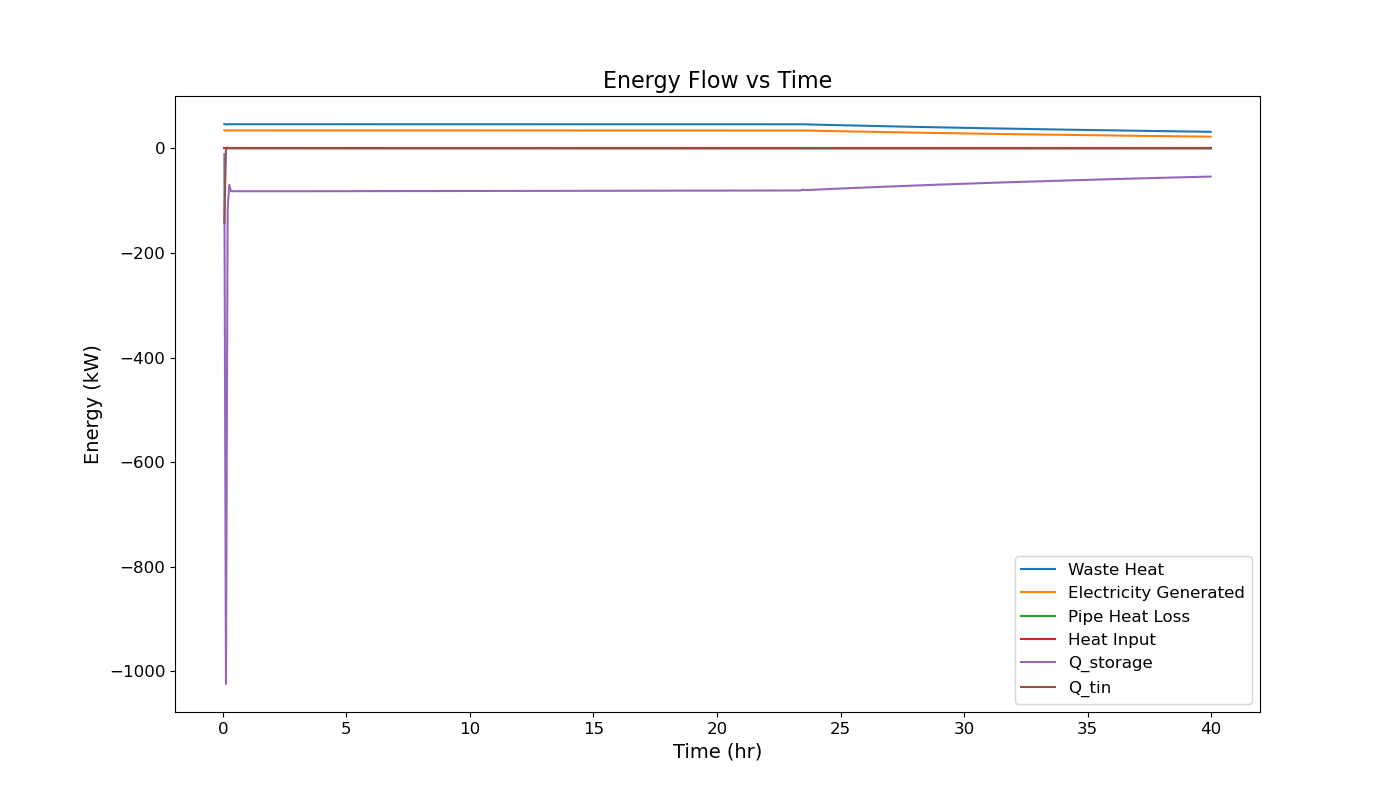 Energy Flow vs Time
Energy (kW)
0
−200
−400
−600
−800
−1000
0 5 10 15 20 25 30 35 40
Time (hr)
Waste Heat
Electricity Generated
Pipe Heat Loss
Heat Input
Q_storage
Q_tin